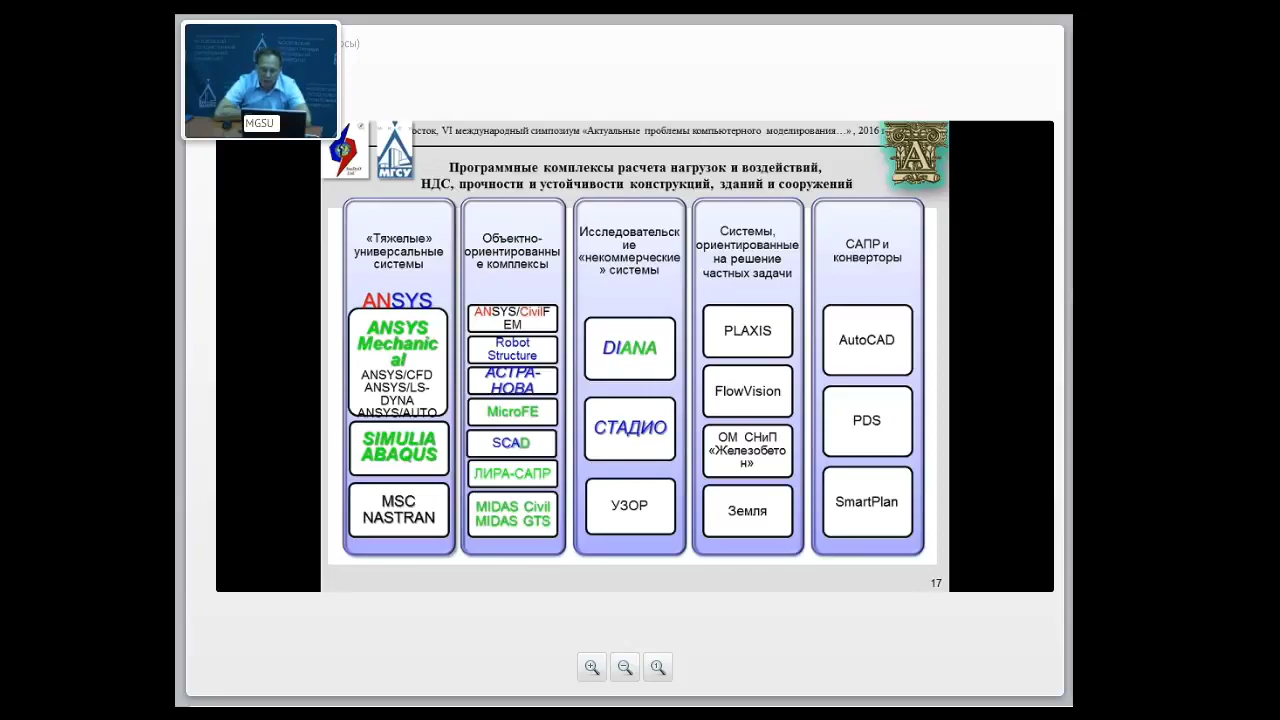 осы)
MGSU
осток, VI международный симпозиум «Актуальные проблемы компьютерного моделирования…» , 2016 г
МГСУ
А
Программные комплексы расчета нагрузок и воздействий,
НДС, прочности и устойчивости конструкций, зданий и сооружений
«Тяжелые»
универсальные
системы
ANSYS
ANSYS
Mechanic
al
ANSYS/CFD
ANSYS/LS-
DYNA
ANSYS/AUTO
SIMULIA
ABAQUS
MSC
NASTRAN
Объектно-
ориентированны
е комплексы
ANSYS/CivilF
EM
Robot
Structure
АСТРА-
НОВА
MicroFE
SCAD
ЛИРА-САПР
MIDAS Civil
MIDAS GTS
Исследовательск
ие
«некоммерческие
» системы
DIANA
СТАДИО
УЗОР
Системы,
ориентированные
на решение
частных задачи
PLAXIS
FlowVision
ОМ СНиП
«Железобето
н»
Земля
САПР и
конверторы
AutoCAD
PDS
SmartPlan
17